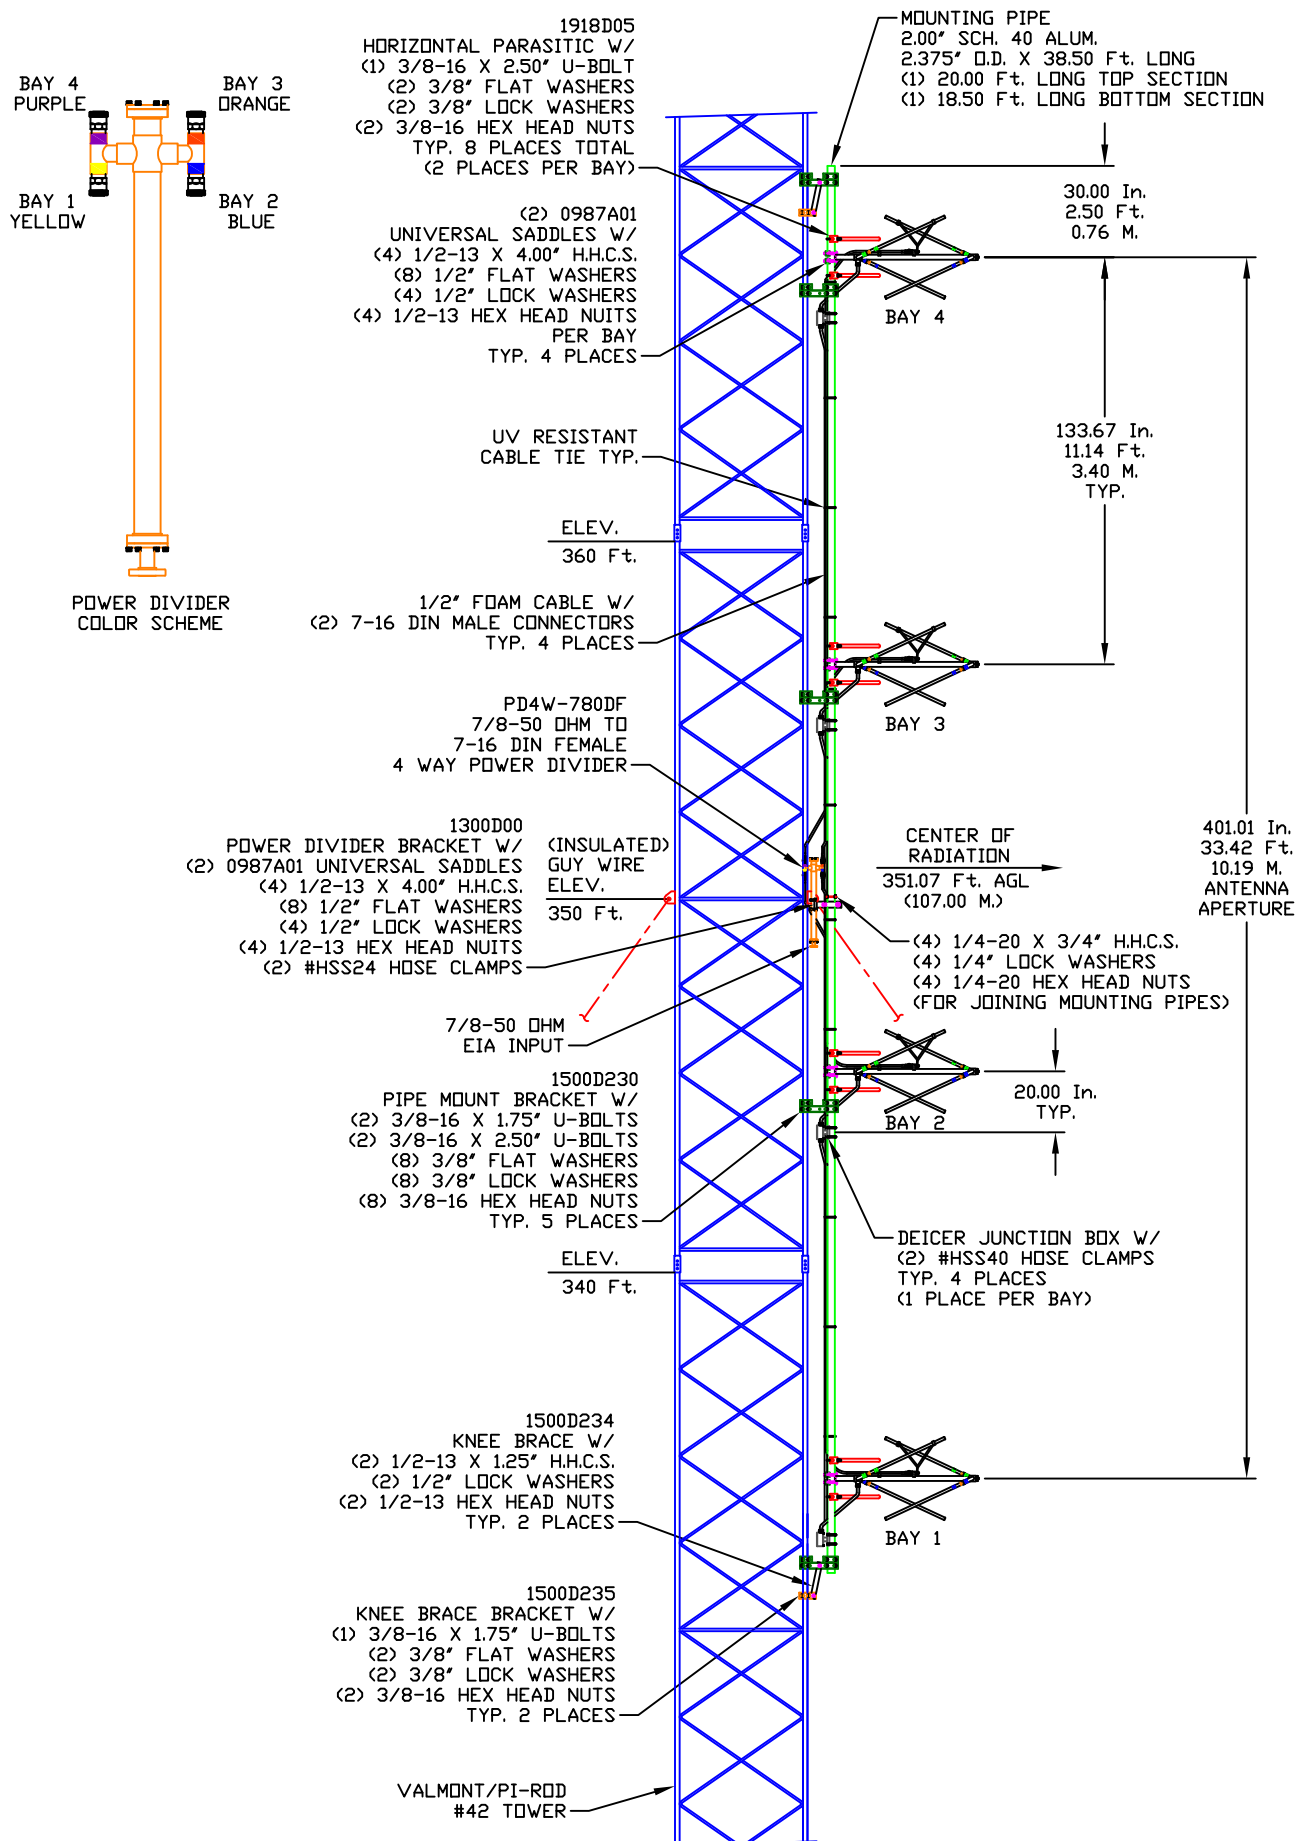 BAY 4
PURPLE
BAY 3
ORANGE
BAY 1
YELLOW
BAY 2
BLUE
POWER DIVIDER
COLOR SCHEME
1918D05
HORIZONTAL PARASITIC W/
(1) 3/8-16 X 2.50" U-BOLT
(2) 3/8" FLAT WASHERS
(2) 3/8" LOCK WASHERS
(2) 3/8-16 HEX HEAD NUTS
TYP. 8 PLACES TOTAL
(2 PLACES PER BAY)
(2) 0987A01
UNIVERSAL SADDLES W/
(4) 1/2-13 X 4.00" H.H.C.S.
(8) 1/2" FLAT WASHERS
(4) 1/2" LOCK WASHERS
(4) 1/2-13 HEX HEAD NUITS
PER BAY
TYP. 4 PLACES
UV RESISTANT
CABLE TIE TYP.
ELEV.
360 Ft.
1/2" FOAM CABLE W/
(2) 7-16 DIN MALE CONNECTORS
TYP. 4 PLACES
PD4W-780DF
7/8-50 OHM TO
7-16 DIN FEMALE
4 WAY POWER DIVIDER
1300D00
POWER DIVIDER BRACKET W/
(2) 0987A01 UNIVERSAL SADDLES
(4) 1/2-13 X 4.00" H.H.C.S.
(8) 1/2" FLAT WASHERS
(4) 1/2" LOCK WASHERS
(4) 1/2-13 HEX HEAD NUITS
(2) #HSS24 HOSE CLAMPS
(INSULATED)
GUY WIRE
ELEV.
350 Ft.
7/8-50 OHM
EIA INPUT
1500D230
PIPE MOUNT BRACKET W/
(2) 3/8-16 X 1.75" U-BOLTS
(2) 3/8-16 X 2.50" U-BOLTS
(8) 3/8" FLAT WASHERS
(8) 3/8" LOCK WASHERS
(8) 3/8-16 HEX HEAD NUTS
TYP. 5 PLACES
ELEV.
340 Ft.
1500D234
KNEE BRACE W/
(2) 1/2-13 X 1.25" H.H.C.S.
(2) 1/2" LOCK WASHERS
(2) 1/2-13 HEX HEAD NUTS
TYP. 2 PLACES
1500D235
KNEE BRACE BRACKET W/
(1) 3/8-16 X 1.75" U-BOLTS
(2) 3/8" FLAT WASHERS
(2) 3/8" LOCK WASHERS
(2) 3/8-16 HEX HEAD NUTS
TYP. 2 PLACES
VALMONT/PI-ROD
#42 TOWER
MOUNTING PIPE
2.00" SCH. 40 ALUM.
2.375" O.D. X 38.50 Ft. LONG
(1) 20.00 Ft. LONG TOP SECTION
(1) 18.50 Ft. LONG BOTTOM SECTION
30.00 In.
2.50 Ft.
0.76 M.
BAY 4
133.67 In.
11.14 Ft.
3.40 M.
TYP.
BAY 3
CENTER OF
RADIATION
351.07 Ft. AGL
(107.00 M.)
401.01 In.
33.42 Ft.
10.19 M.
ANTENNA
APERTURE
(4) 1/4-20 X 3/4" H.H.C.S.
(4) 1/4" LOCK WASHERS
(4) 1/4-20 HEX HEAD NUTS
(FOR JOINING MOUNTING PIPES)
20.00 In.
TYP.
BAY 2
DEICER JUNCTION BOX W/
(2) #HSS40 HOSE CLAMPS
TYP. 4 PLACES
(1 PLACE PER BAY)
BAY 1